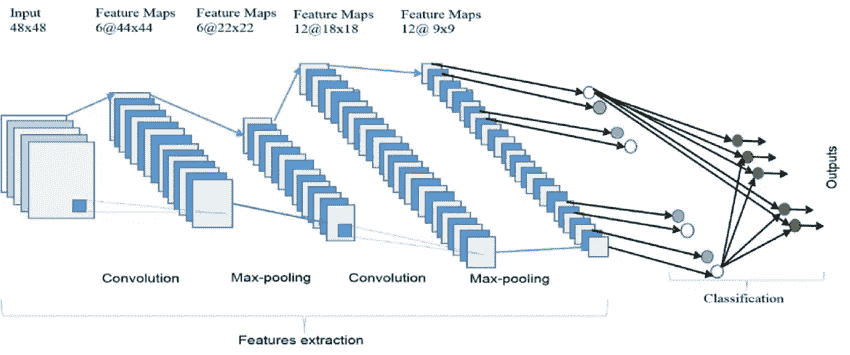 Input
48x48
Feature Maps
6@44x44
Feature Maps
6@22x22
Feature Maps
12@18x18
Feature Maps
12@ 9x9
Outputs
Convolution
Max-pooling
Convolution
Max-pooling
Classification
Features extraction